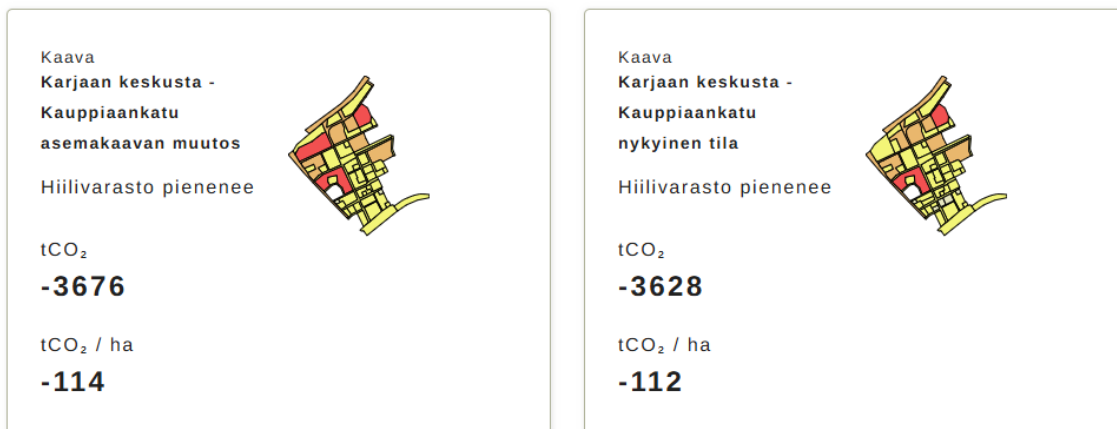 Kaava
Karjaan keskusta -
Kauppiaankatu
asemakaavan muutos
Hiilivarasto pienenee
tCO₂
-3676
tCO₂ / ha
-114
Kaava
Karjaan keskusta -
Kauppiaankatu
nykyinen tila
Hiilivarasto pienenee
tCO₂
-3628
tCO₂ / ha
-112